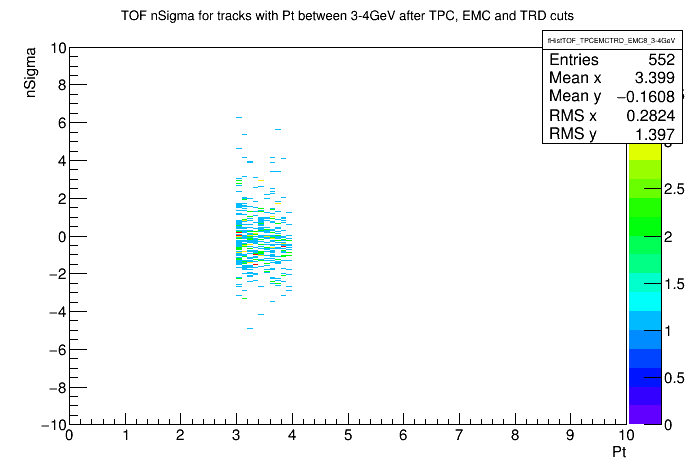 TOF nSigma for tracks with Pt between 3-4GeV after TPC, EMC and TRD cuts
fHistTOF_TPCEMCTRD_EMC8_3-4GeV
Entries 552
Mean x 3.399
Mean y −0.1608
RMS x 0.2824
RMS y 1.397
nSigma
10
8
6
4
2
0
−2
−4
−6
−8
−10
0 1 2 3 4 5 6 7 8 9 10
Pt
2.5
2
1.5
1
0.5
0